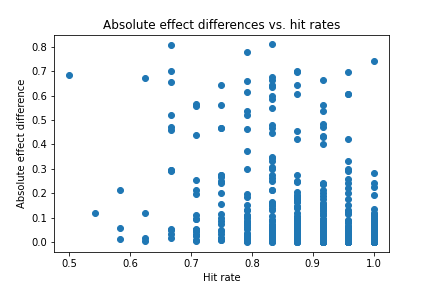 Absolute effect differences vs. hit rates
0.8
0.7
0.6
0.5
0.4
0.3
0.2
0.1
0.0
Absolute effect difference
0.5 0.6 0.7 0.8 0.9 1.0
Hit rate